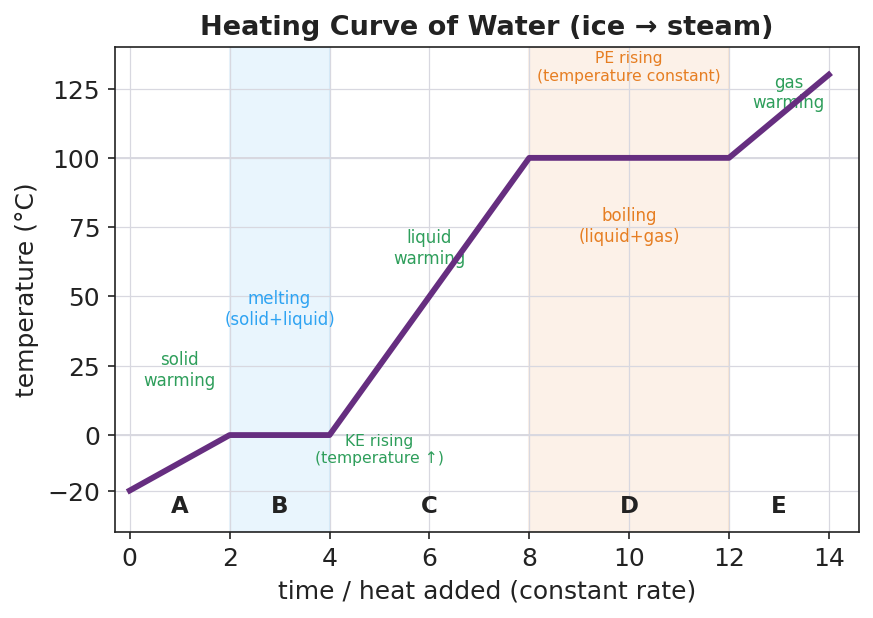 Heating Curve of Water (ice → steam)
temperature (°C)
125
100
75
50
25
0
−20
PE rising
(temperature constant)
gas
warming
liquid
warming
boiling
(liquid+gas)
melting
(solid+liquid)
solid
warming
KE rising
(temperature ↑)
A
B
C
D
E
0
2
4
6
8
10
12
14
time / heat added (constant rate)